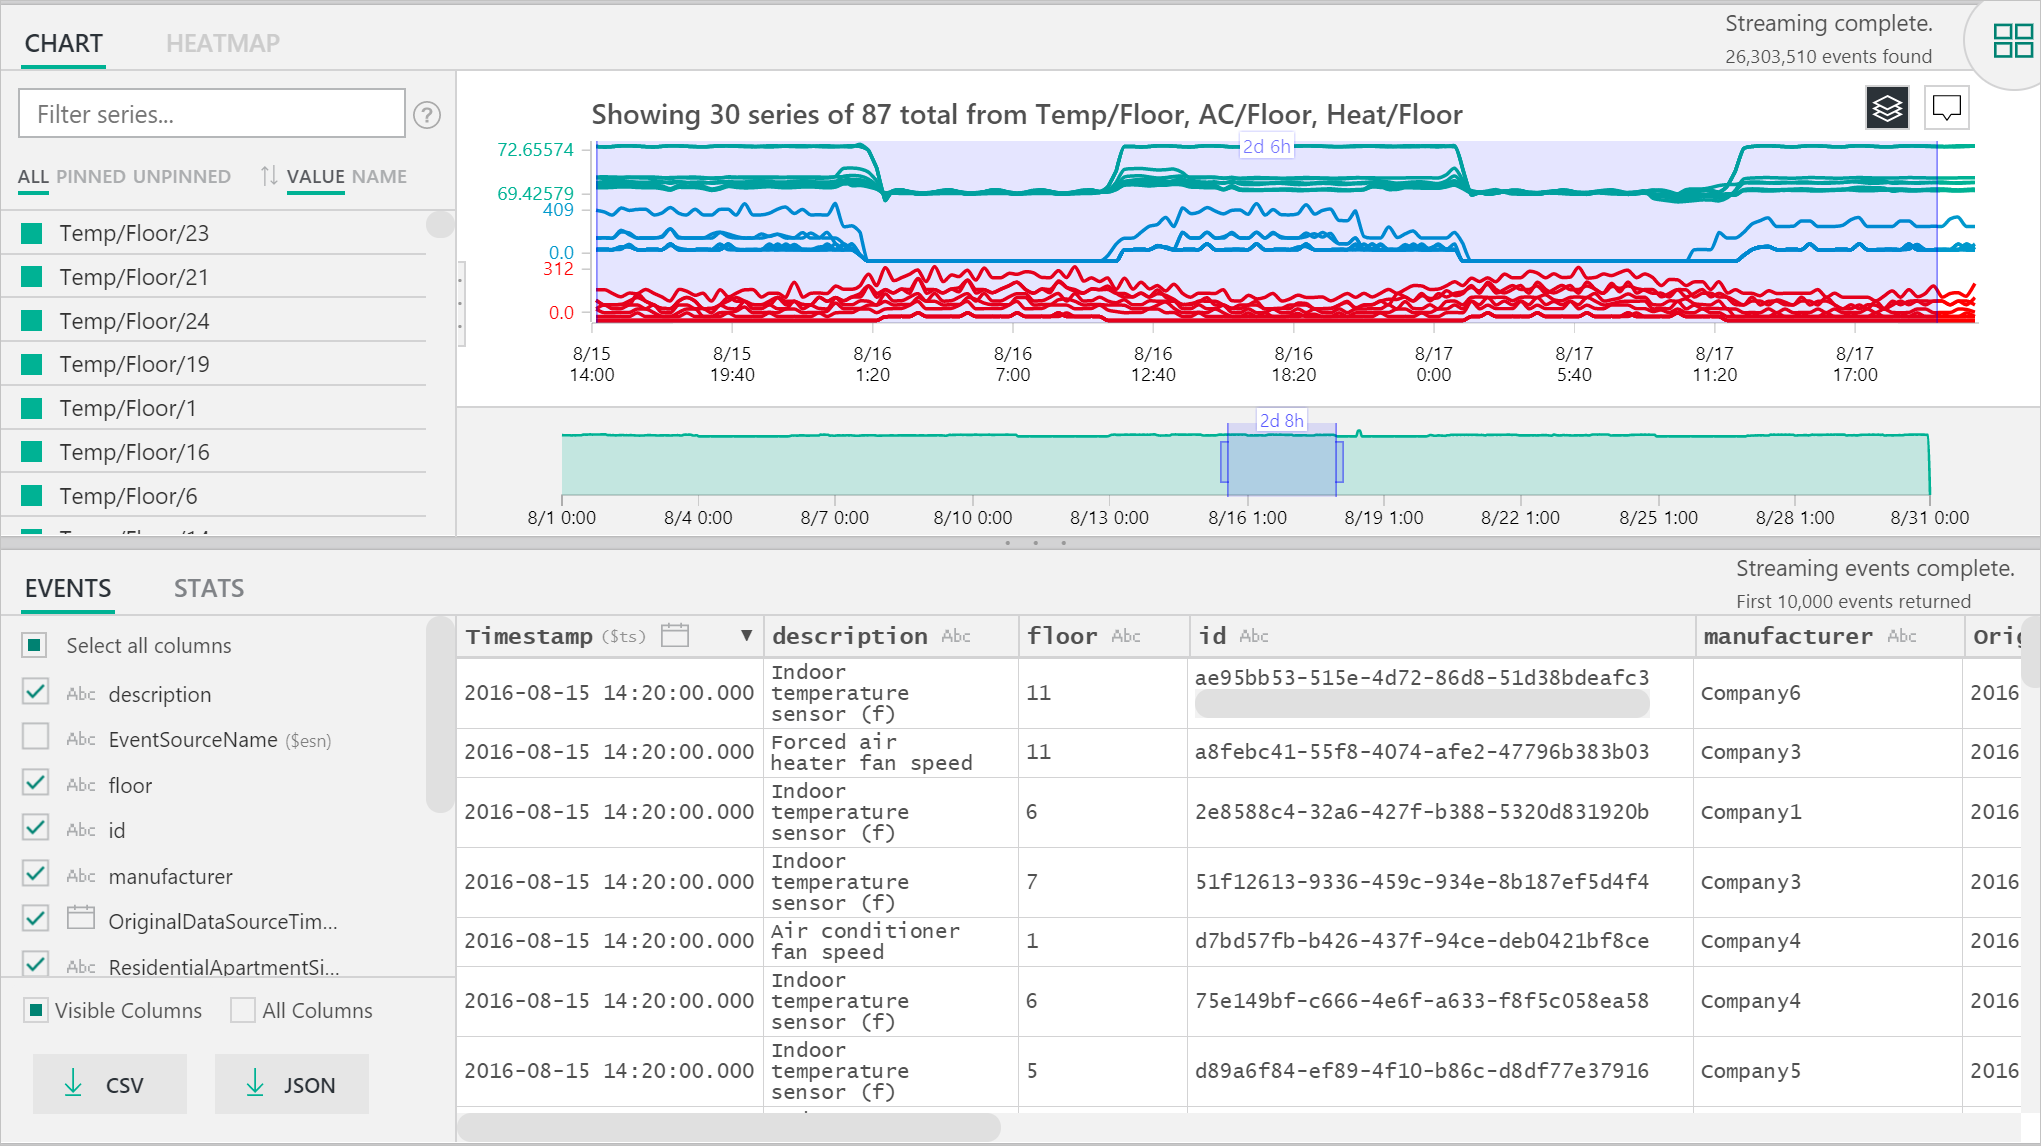 CHART HEATMAP
Streaming complete.
26,303,510 events found
Filter series...
?
ALL PINNED UNPINNED VALUE NAME
Temp/Floor/23
Temp/Floor/21
Temp/Floor/24
Temp/Floor/19
Temp/Floor/1
Temp/Floor/16
Temp/Floor/6
Showing 30 series of 87 total from Temp/Floor, AC/Floor, Heat/Floor
2d 6h
72.65574
69.42579
409
0.0
312
0.0
8/15 8/15 8/16 8/16 8/16 8/16 8/17 8/17 8/17 8/17
14:00 19:40 1:20 7:00 12:40 18:20 0:00 5:40 11:20 17:00
2d 8h
8/1 0:00 8/4 0:00 8/7 0:00 8/10 0:00 8/13 0:00 8/16 1:00 8/19 1:00 8/22 1:00 8/25 1:00 8/28 1:00 8/31 0:00
EVENTS STATS
Streaming events complete.
First 10,000 events returned
Select all columns
Abc description
Abc EventSourceName ($esn)
Abc floor
Abc id
Abc manufacturer
OriginalDataSourceTim...
Abc ResidentialApartmentSi...
Visible Columns All Columns
CSV JSON
Timestamp ($ts) description Abc floor Abc id Abc manufacturer Abc Orig
2016-08-15 14:20:00.000 Indoor temperature sensor (f) 11 ae95bb53-515e-4d72-86d8-51d38bdeafc3 Company6 2016
2016-08-15 14:20:00.000 Forced air heater fan speed 11 a8febc41-55f8-4074-afe2-47796b383b03 Company3 2016
2016-08-15 14:20:00.000 Indoor temperature sensor (f) 6 2e8588c4-32a6-427f-b388-5320d831920b Company1 2016
2016-08-15 14:20:00.000 Indoor temperature sensor (f) 7 51f12613-9336-459c-934e-8b187ef5d4f4 Company3 2016
2016-08-15 14:20:00.000 Air conditioner fan speed 1 d7bd57fb-b426-437f-94ce-deb0421bf8ce Company4 2016
2016-08-15 14:20:00.000 Indoor temperature sensor (f) 6 75e149bf-c666-4e6f-a633-f8f5c058ea58 Company4 2016
2016-08-15 14:20:00.000 Indoor temperature sensor (f) 5 d89a6f84-ef89-4f10-b86c-d8df77e37916 Company5 2016